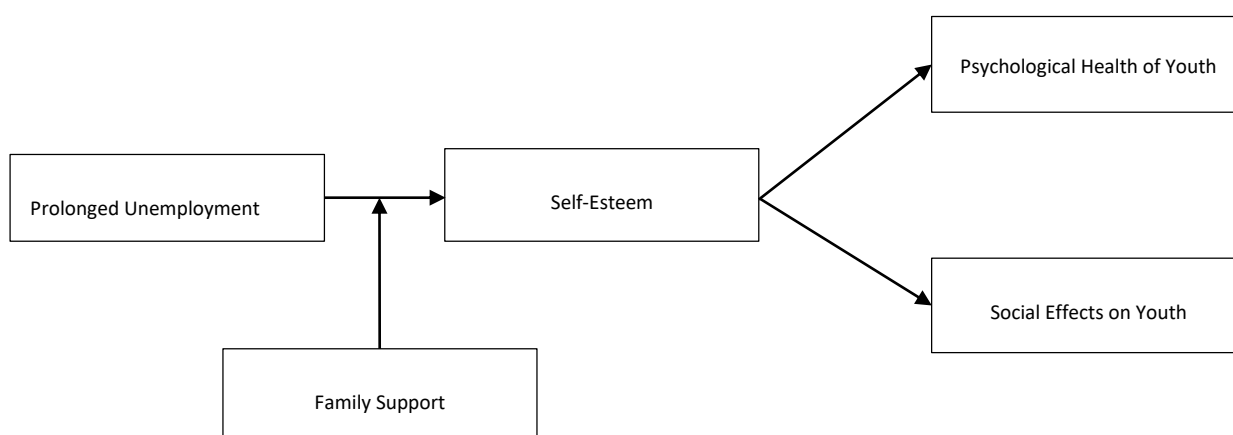 Psychological Health of Youth
Prolonged Unemployment
Self-Esteem
Social Effects on Youth
Family Support